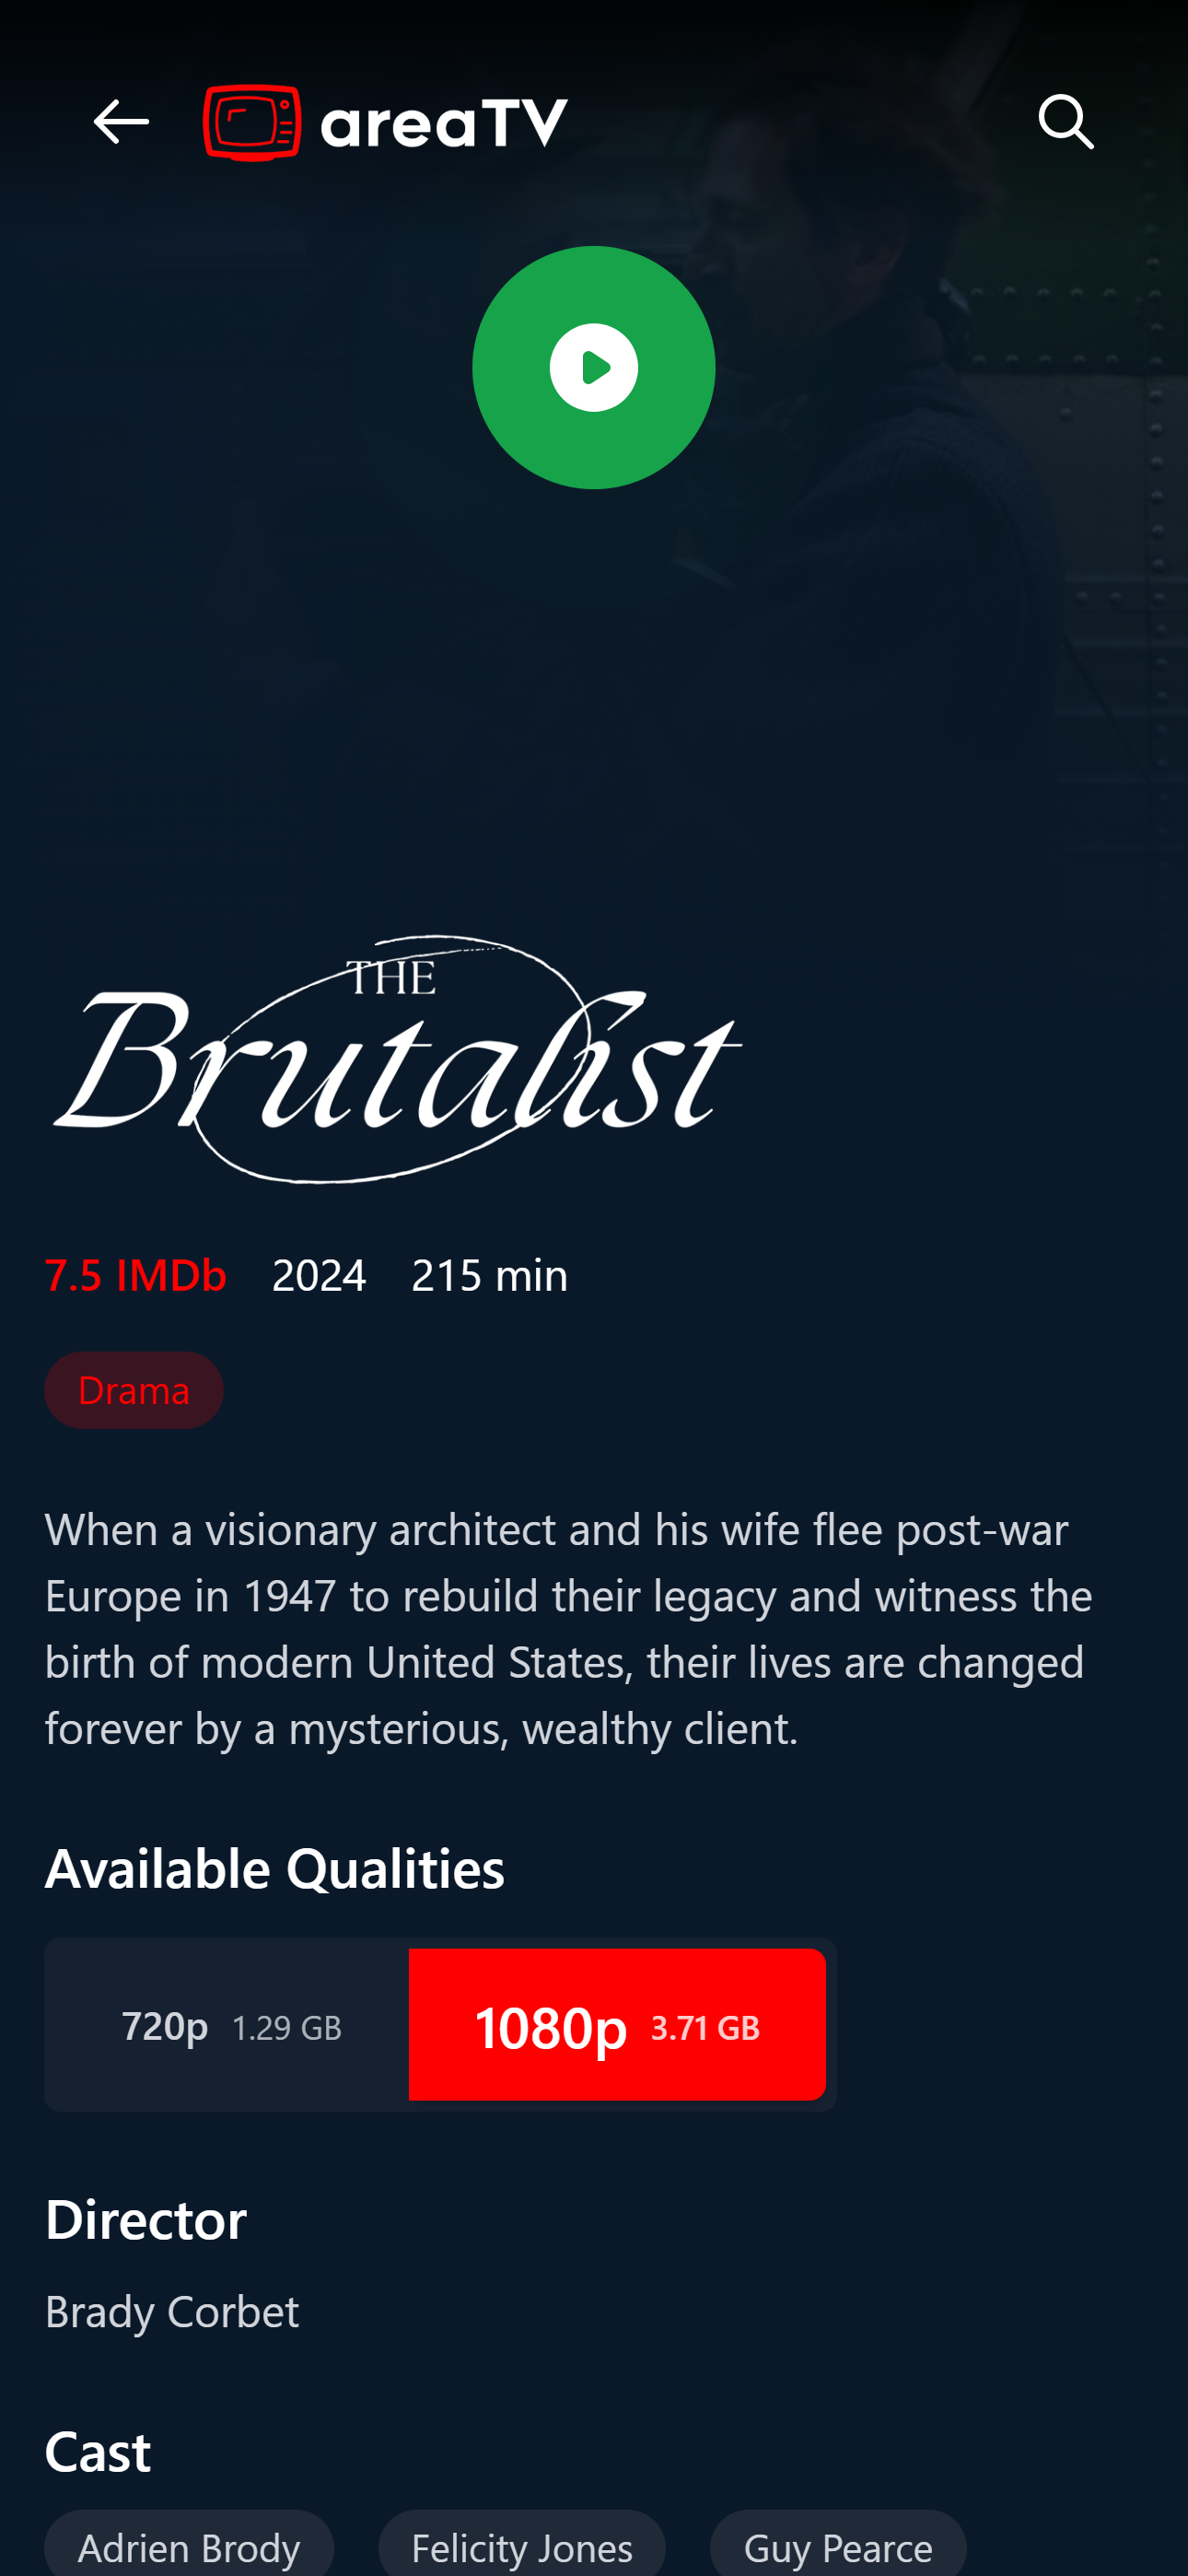 areaTV
THE
Brutalist
7.5 IMDb 2024 215 min
Drama
When a visionary architect and his wife flee post-war
Europe in 1947 to rebuild their legacy and witness the
birth of modern United States, their lives are changed
forever by a mysterious, wealthy client.
Available Qualities
720p 1.29 GB 1080p 3.71 GB
Director
Brady Corbet
Cast
Adrien Brody Felicity Jones Guy Pearce